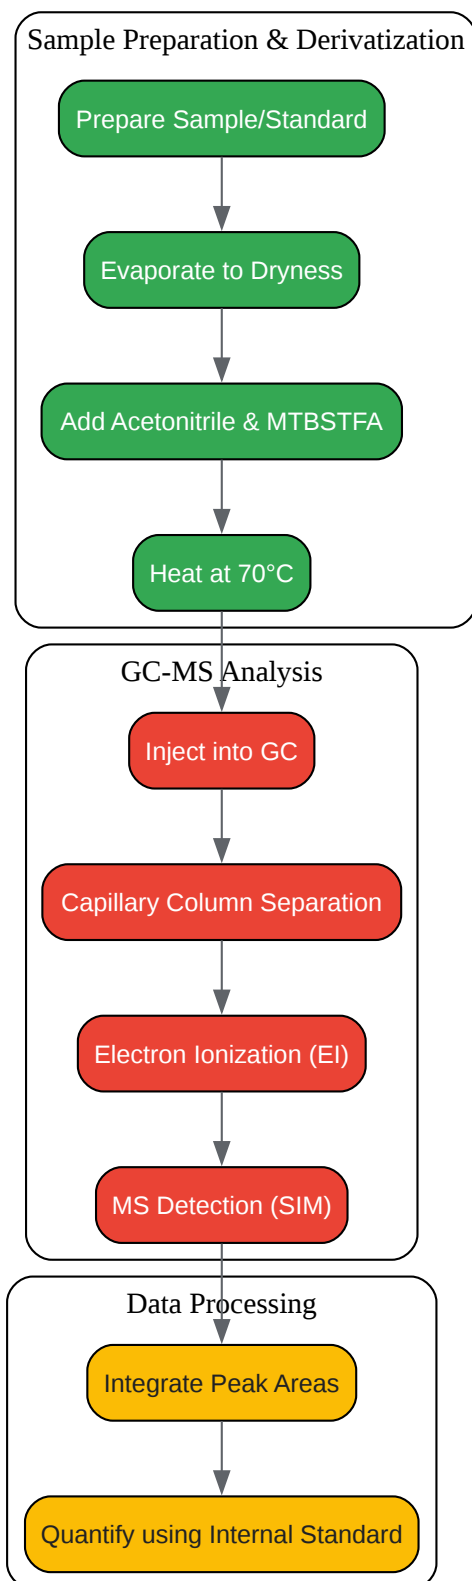 Sample Preparation & Derivatization
Prepare Sample/Standard
Evaporate to Dryness
Add Acetonitrile & MTBSTFA
Heat at 70°C
GC-MS Analysis
Inject into GC
Capillary Column Separation
Electron Ionization (EI)
MS Detection (SIM)
Data Processing
Integrate Peak Areas
Quantify using Internal Standard